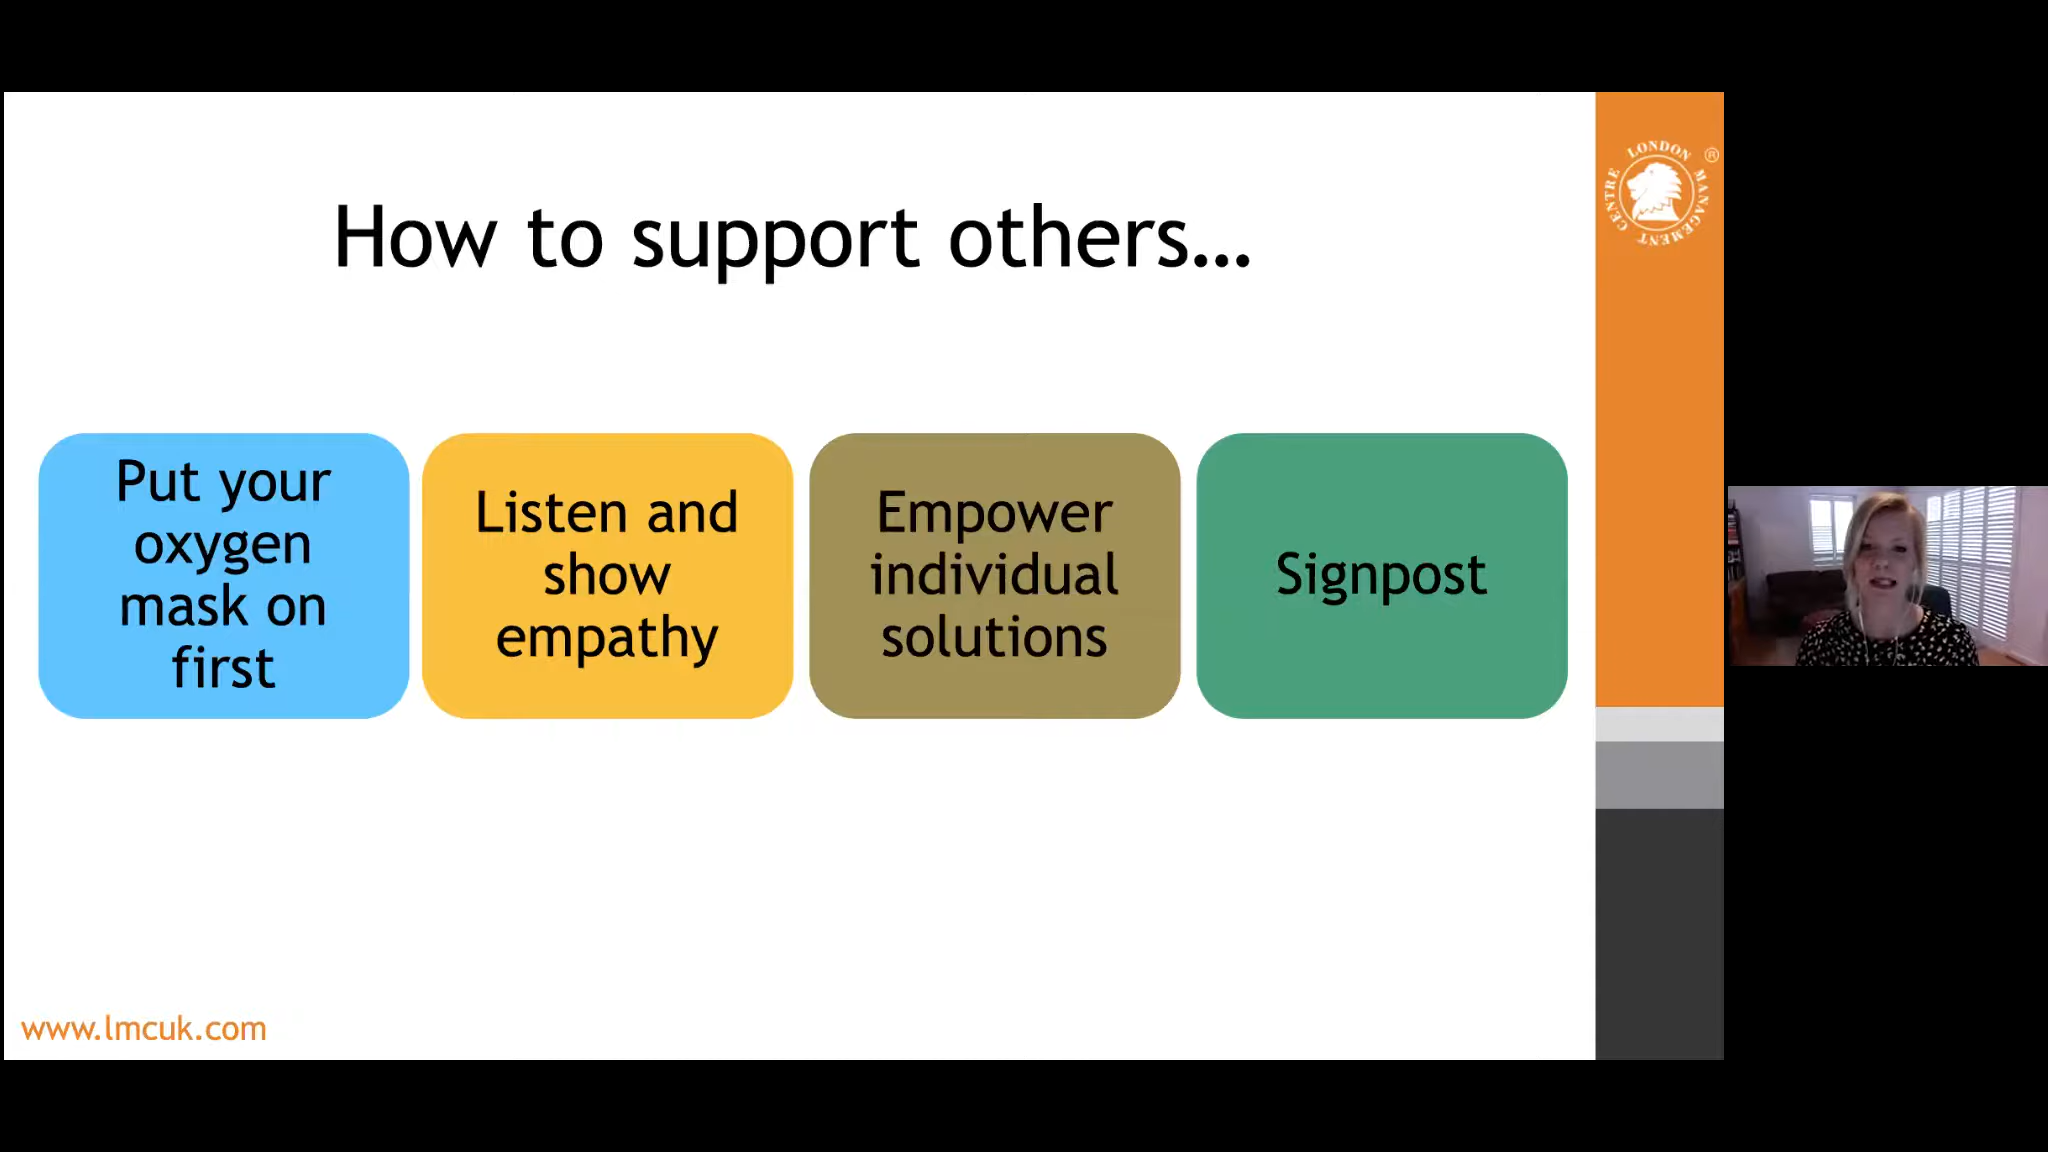 How to support others...
Put your
oxygen
mask on
first
Listen and
show
empathy
Empower
individual
solutions
Signpost
LONDON MANAGEMENT CENTRE
®
www.lmcuk.com